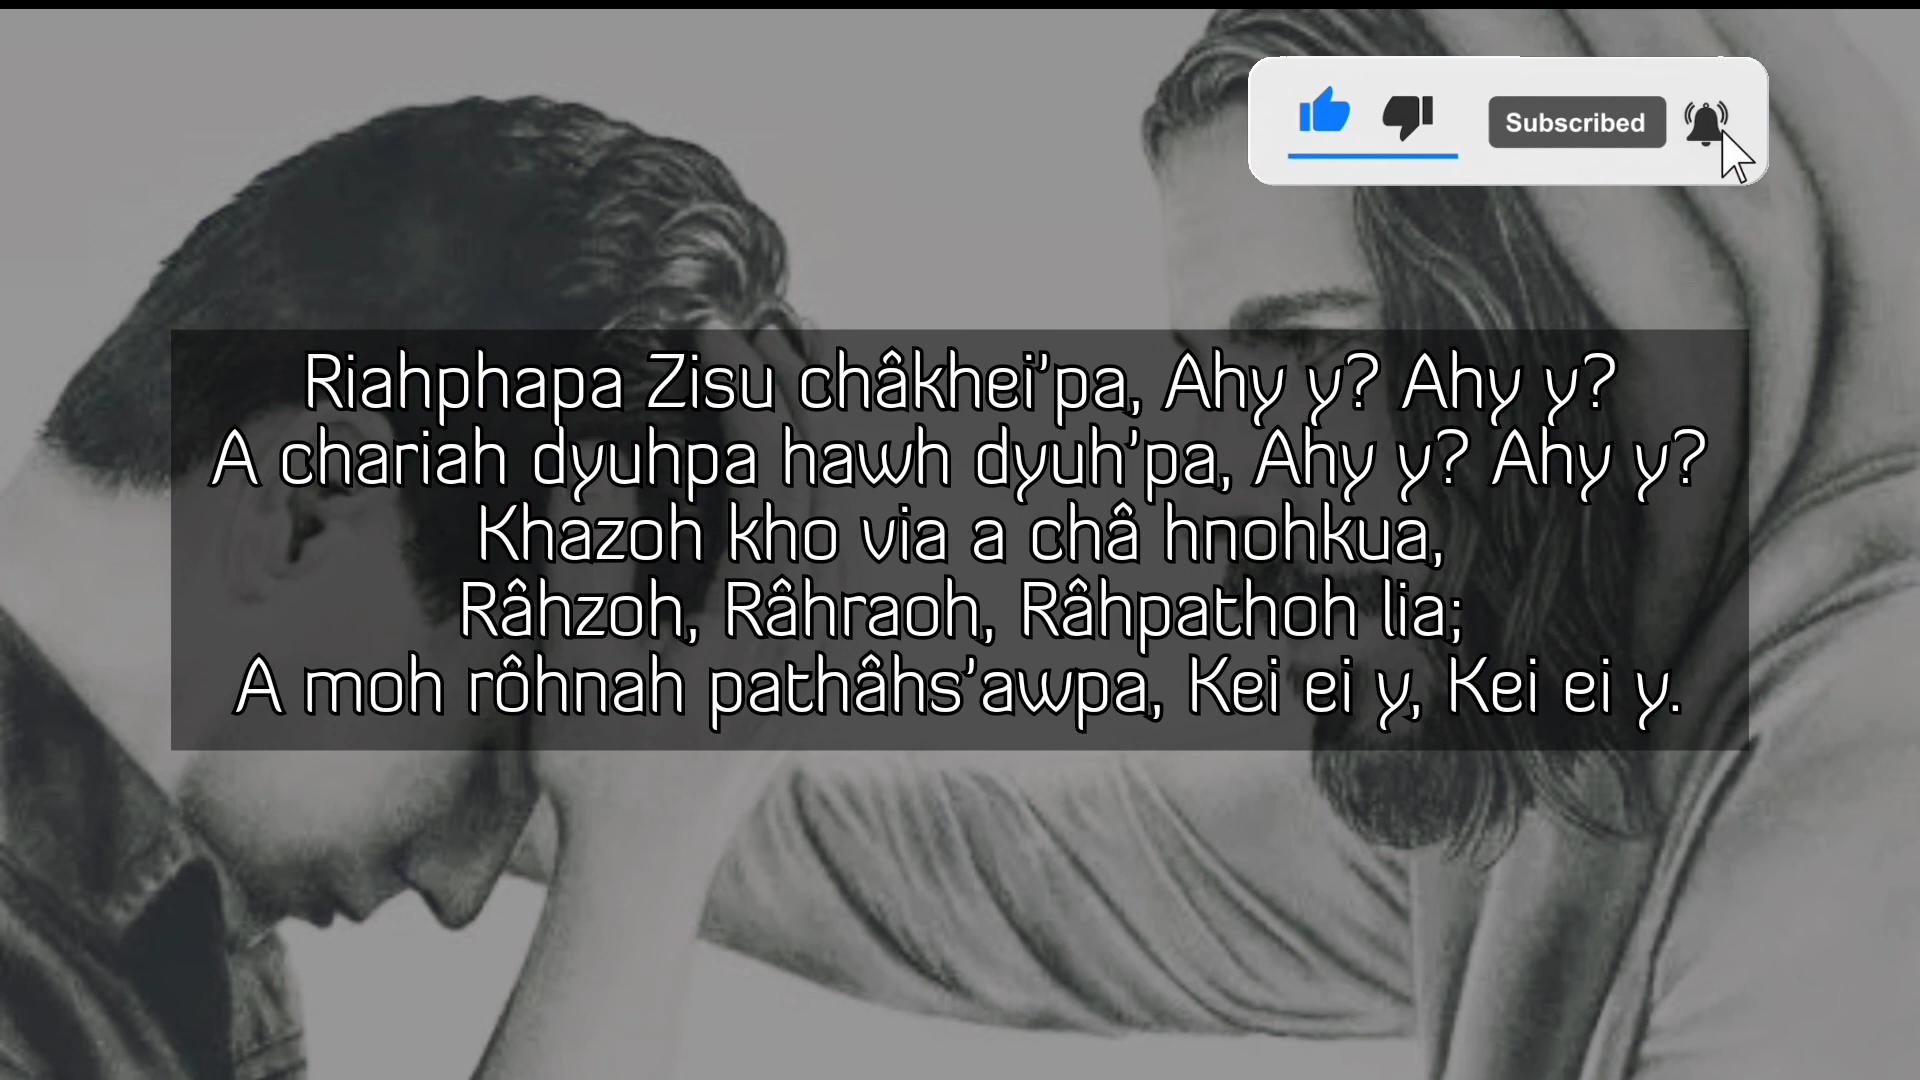 Subscribed
Riahphapa Zisu châkhei'pa, Ahy y? Ahy y?
A chariah dyuhpa hawh dyuh'pa, Ahy y? Ahy y?
Khazoh kho via a châ hnohkua,
Râhzoh, Râhraoh, Râhpathoh lia;
A moh rôhnah pathâhs'awpa, Kei ei y, Kei ei y.